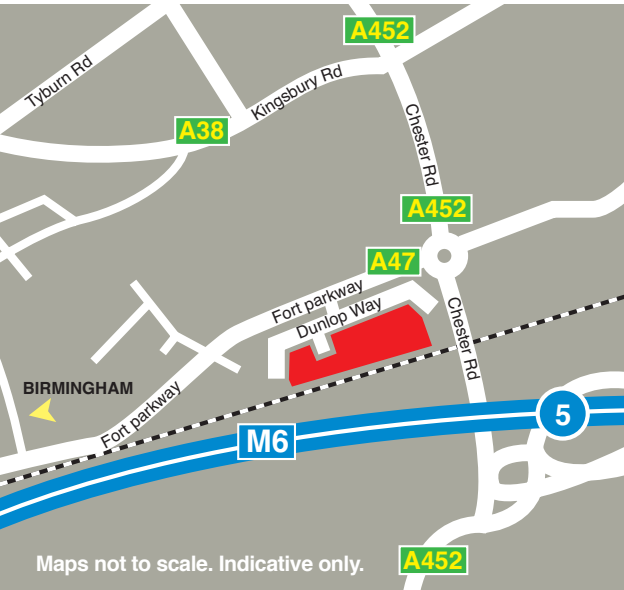 A452
Tyburn Rd
Kingsbury Rd
A38
Chester Rd
A452
A47
Fort parkway
Dunlop Way
Chester Rd
BIRMINGHAM
Fort parkway
5
M6
Maps not to scale. Indicative only.
A452